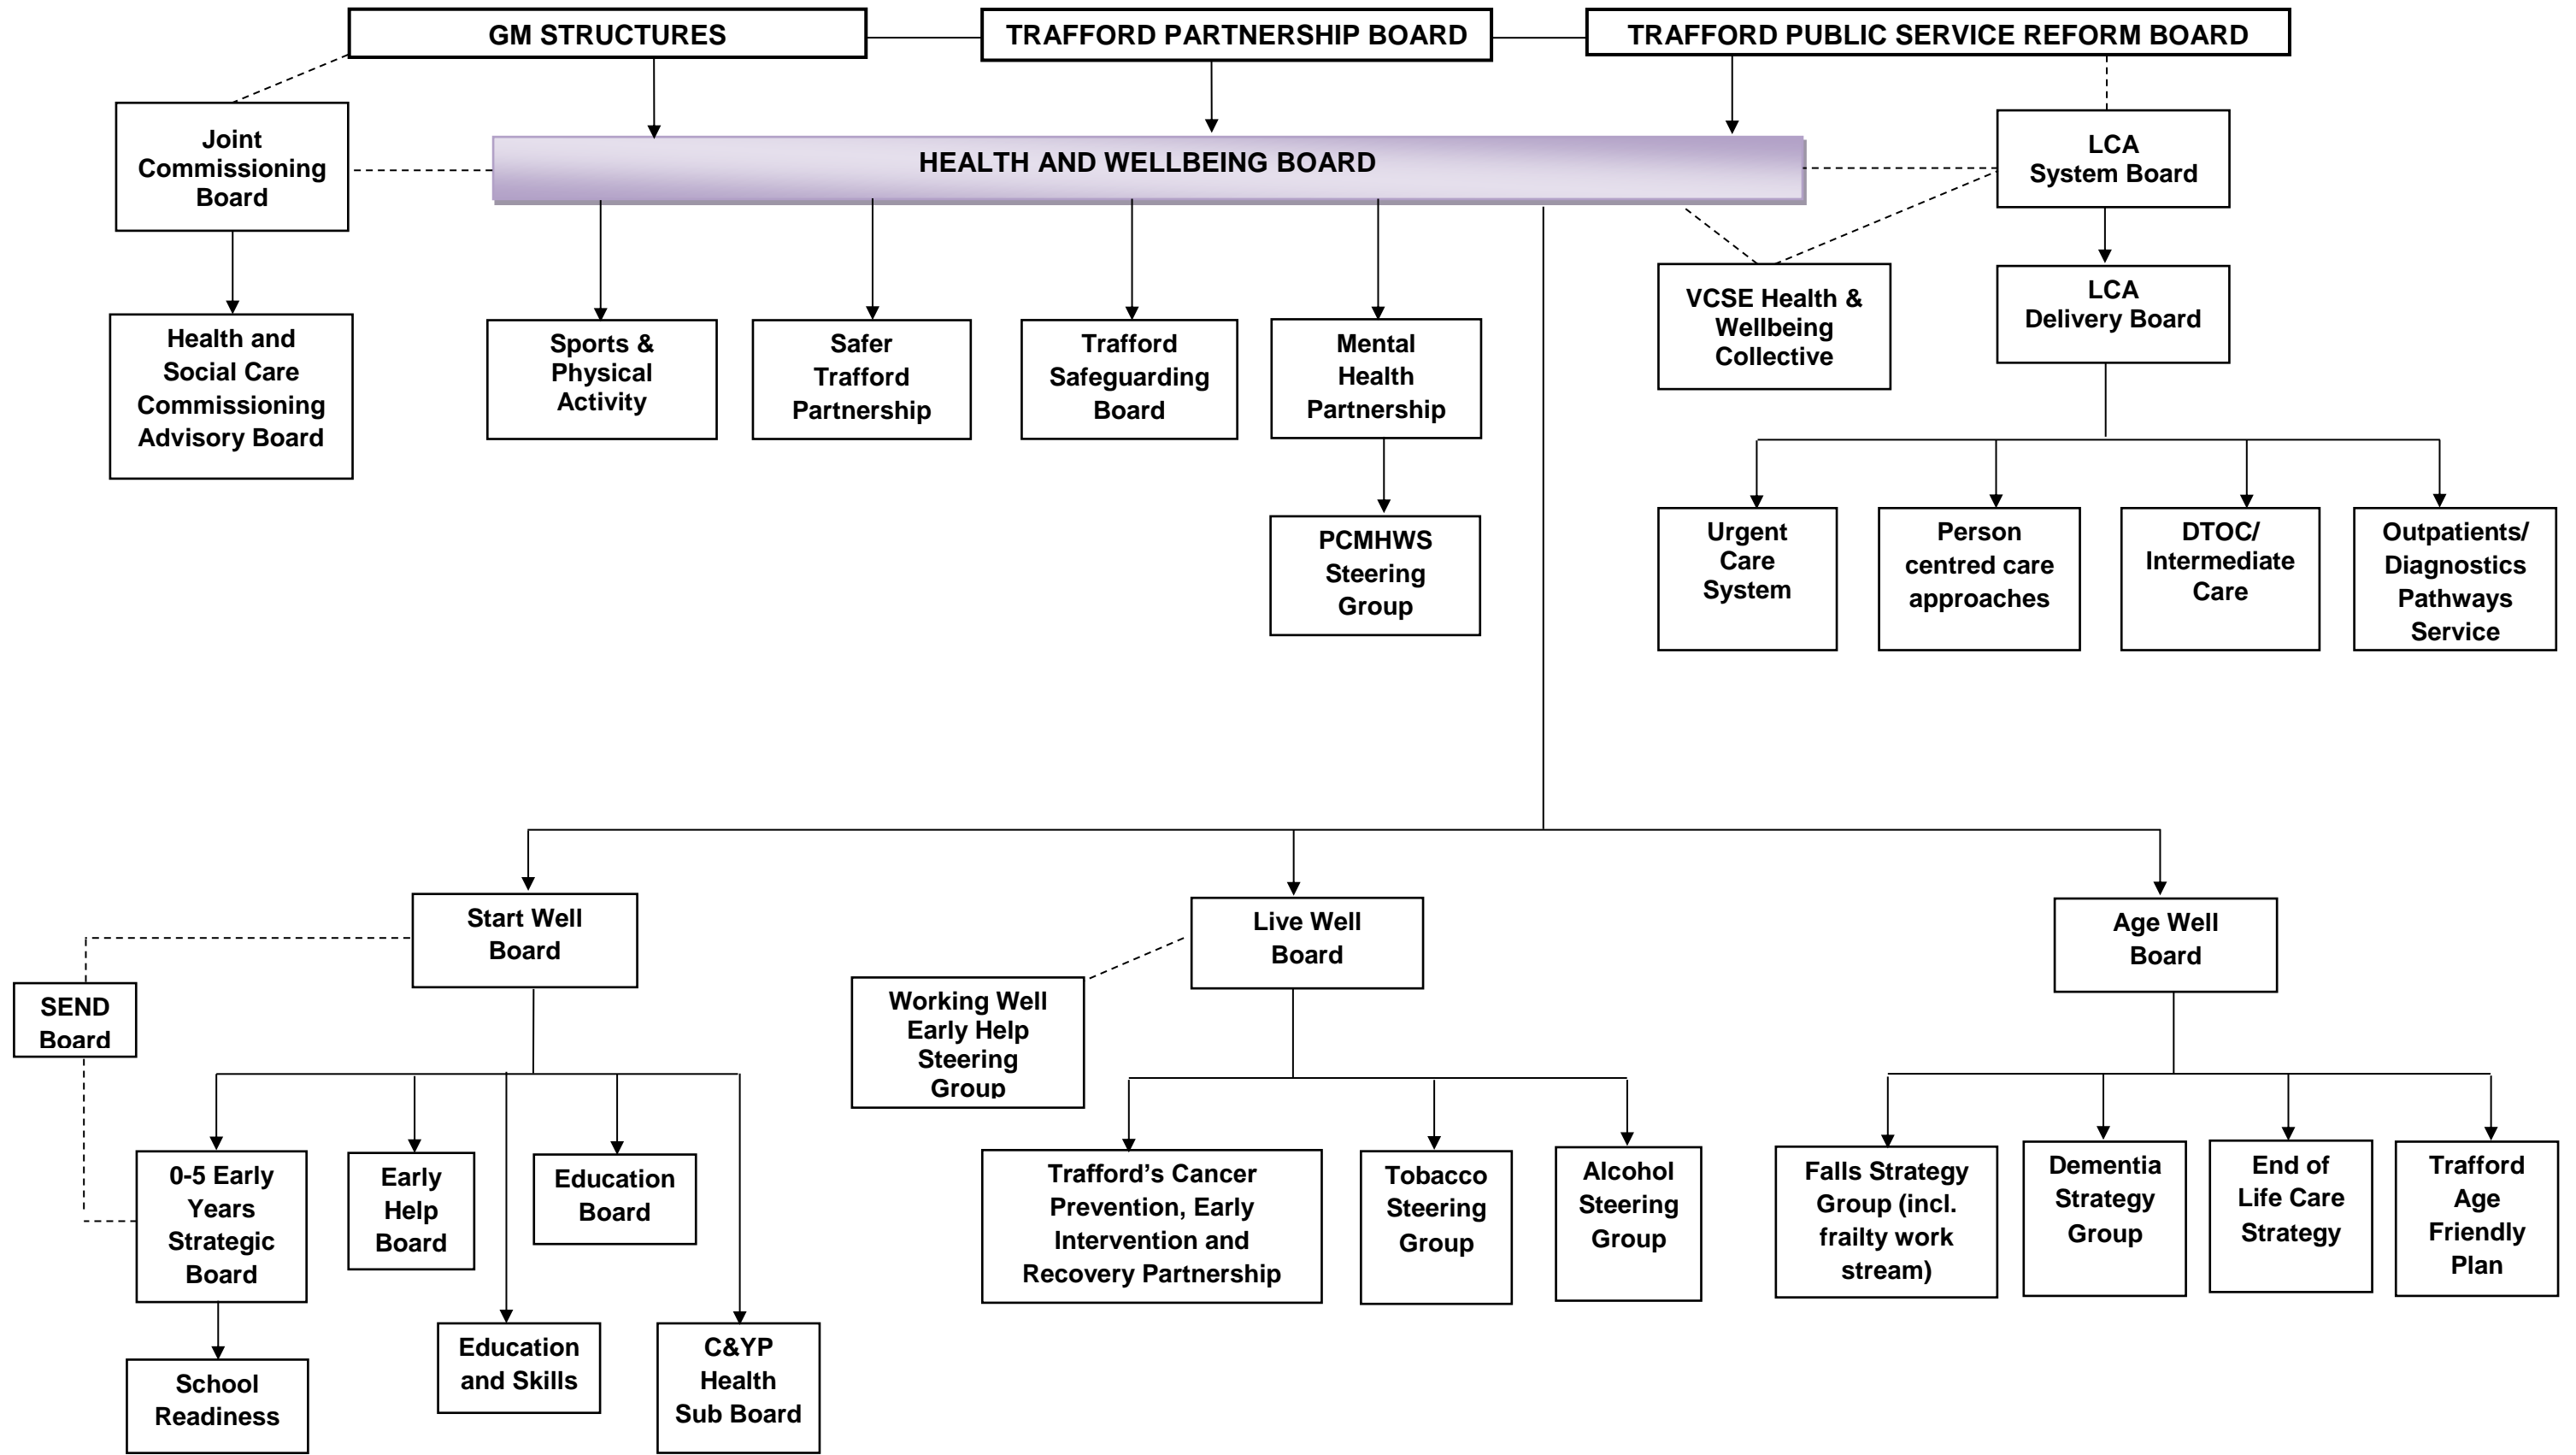 GM STRUCTURES
TRAFFORD PARTNERSHIP BOARD
TRAFFORD PUBLIC SERVICE REFORM BOARD
Joint
Commissioning
Board
HEALTH AND WELLBEING BOARD
LCA
System Board
Health and
Social Care
Commissioning
Advisory Board
Sports &
Physical
Activity
Safer
Trafford
Partnership
Trafford
Safeguarding
Board
Mental
Health
Partnership
VCSE Health &
Wellbeing
Collective
LCA
Delivery Board
PCMHWS
Steering
Group
Urgent
Care
System
Person
centred care
approaches
DTOC/
Intermediate
Care
Outpatients/
Diagnostics
Pathways
Service
Start Well
Board
Live Well
Board
Age Well
Board
SEND
Board
Working Well
Early Help
Steering
Group
0-5 Early
Years
Strategic
Board
Early
Help
Board
Education
Board
Trafford’s Cancer
Prevention, Early
Intervention and
Recovery Partnership
Tobacco
Steering
Group
Alcohol
Steering
Group
Falls Strategy
Group (incl.
frailty work
stream)
Dementia
Strategy
Group
End of
Life Care
Strategy
Trafford
Age
Friendly
Plan
School
Readiness
Education
and Skills
C&YP
Health
Sub Board